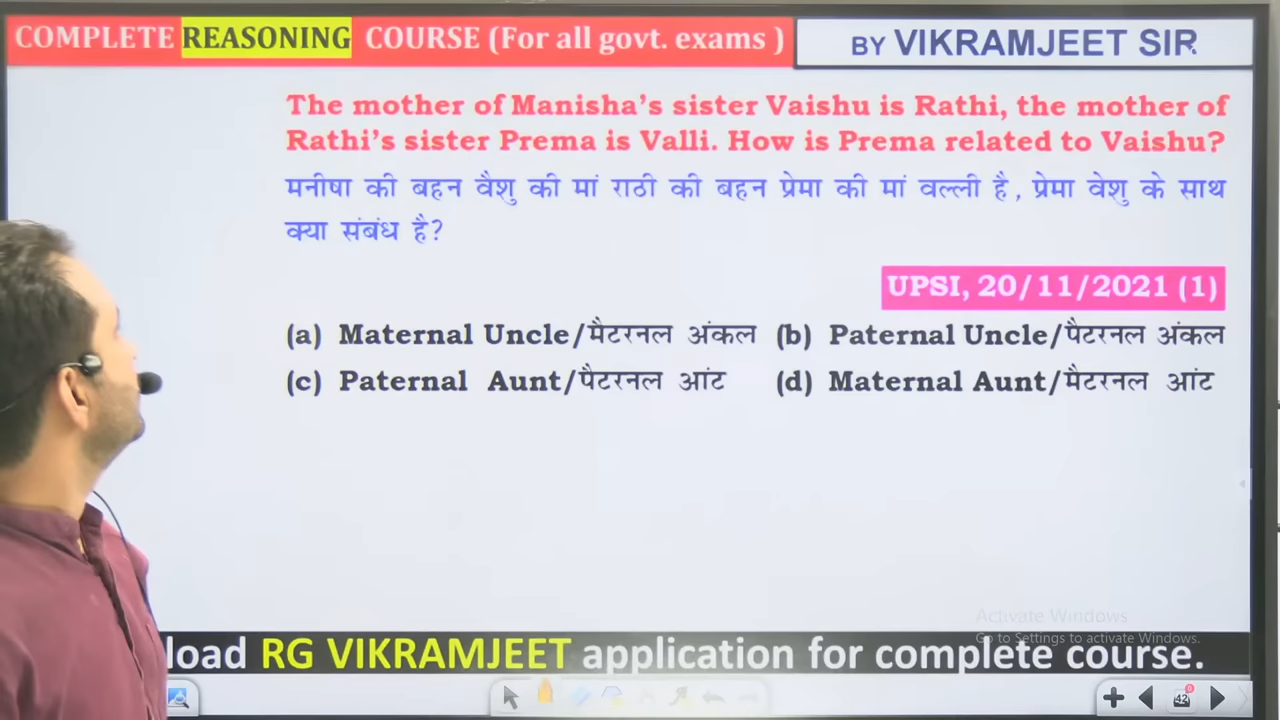 COMPLETE REASONING COURSE (For all govt. exams )
BY VIKRAMJEET SIR
The mother of Manisha's sister Vaishu is Rathi, the mother of
Rathi's sister Prema is Valli. How is Prema related to Vaishu?
मनीषा की बहन वैशु की मां राठी की बहन प्रेमा की मां वल्ली है, प्रेमा वेशु के साथ
क्या संबंध है?
UPSI, 20/11/2021 (1)
(a) Maternal Uncle/मैटरनल अंकल (b) Paternal Uncle/पैटरनल अंकल
(c) Paternal Aunt/पैटरनल आंट (d) Maternal Aunt/मैटरनल आंट
Activate Windows
Go to Settings to activate Windows.
load RG VIKRAMJEET application for complete course.
42